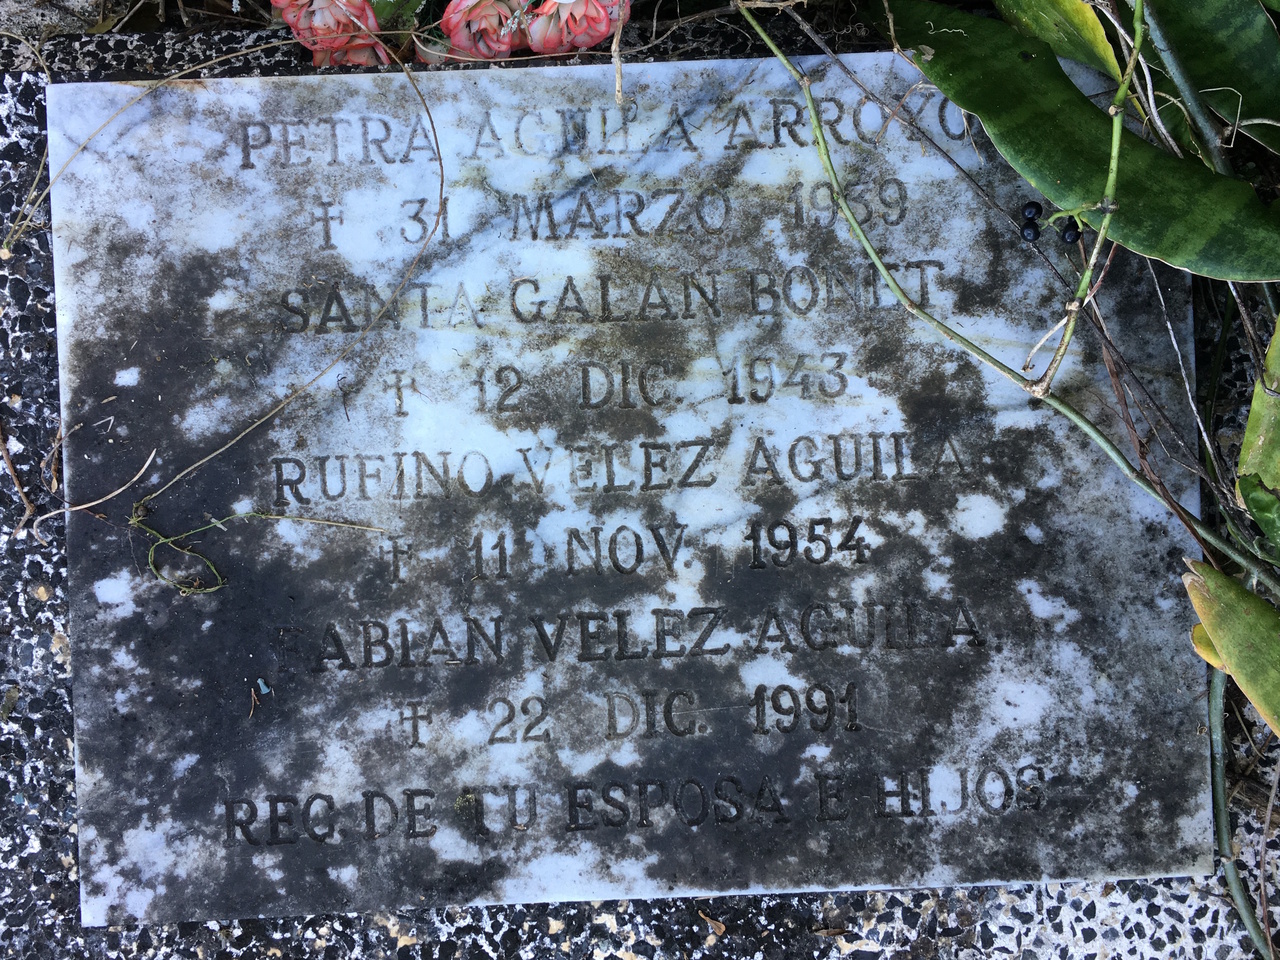 PETRA AGUILA ARROYO
† 31 MARZO 1959
SANTA GALAN BONET
† 12 DIC. 1943
RUFINO VELEZ AGUILA
† 11 NOV. 1954
FABIAN VELEZ AGUILA
† 22 DIC. 1991
REC. DE TU ESPOSA E HIJOS